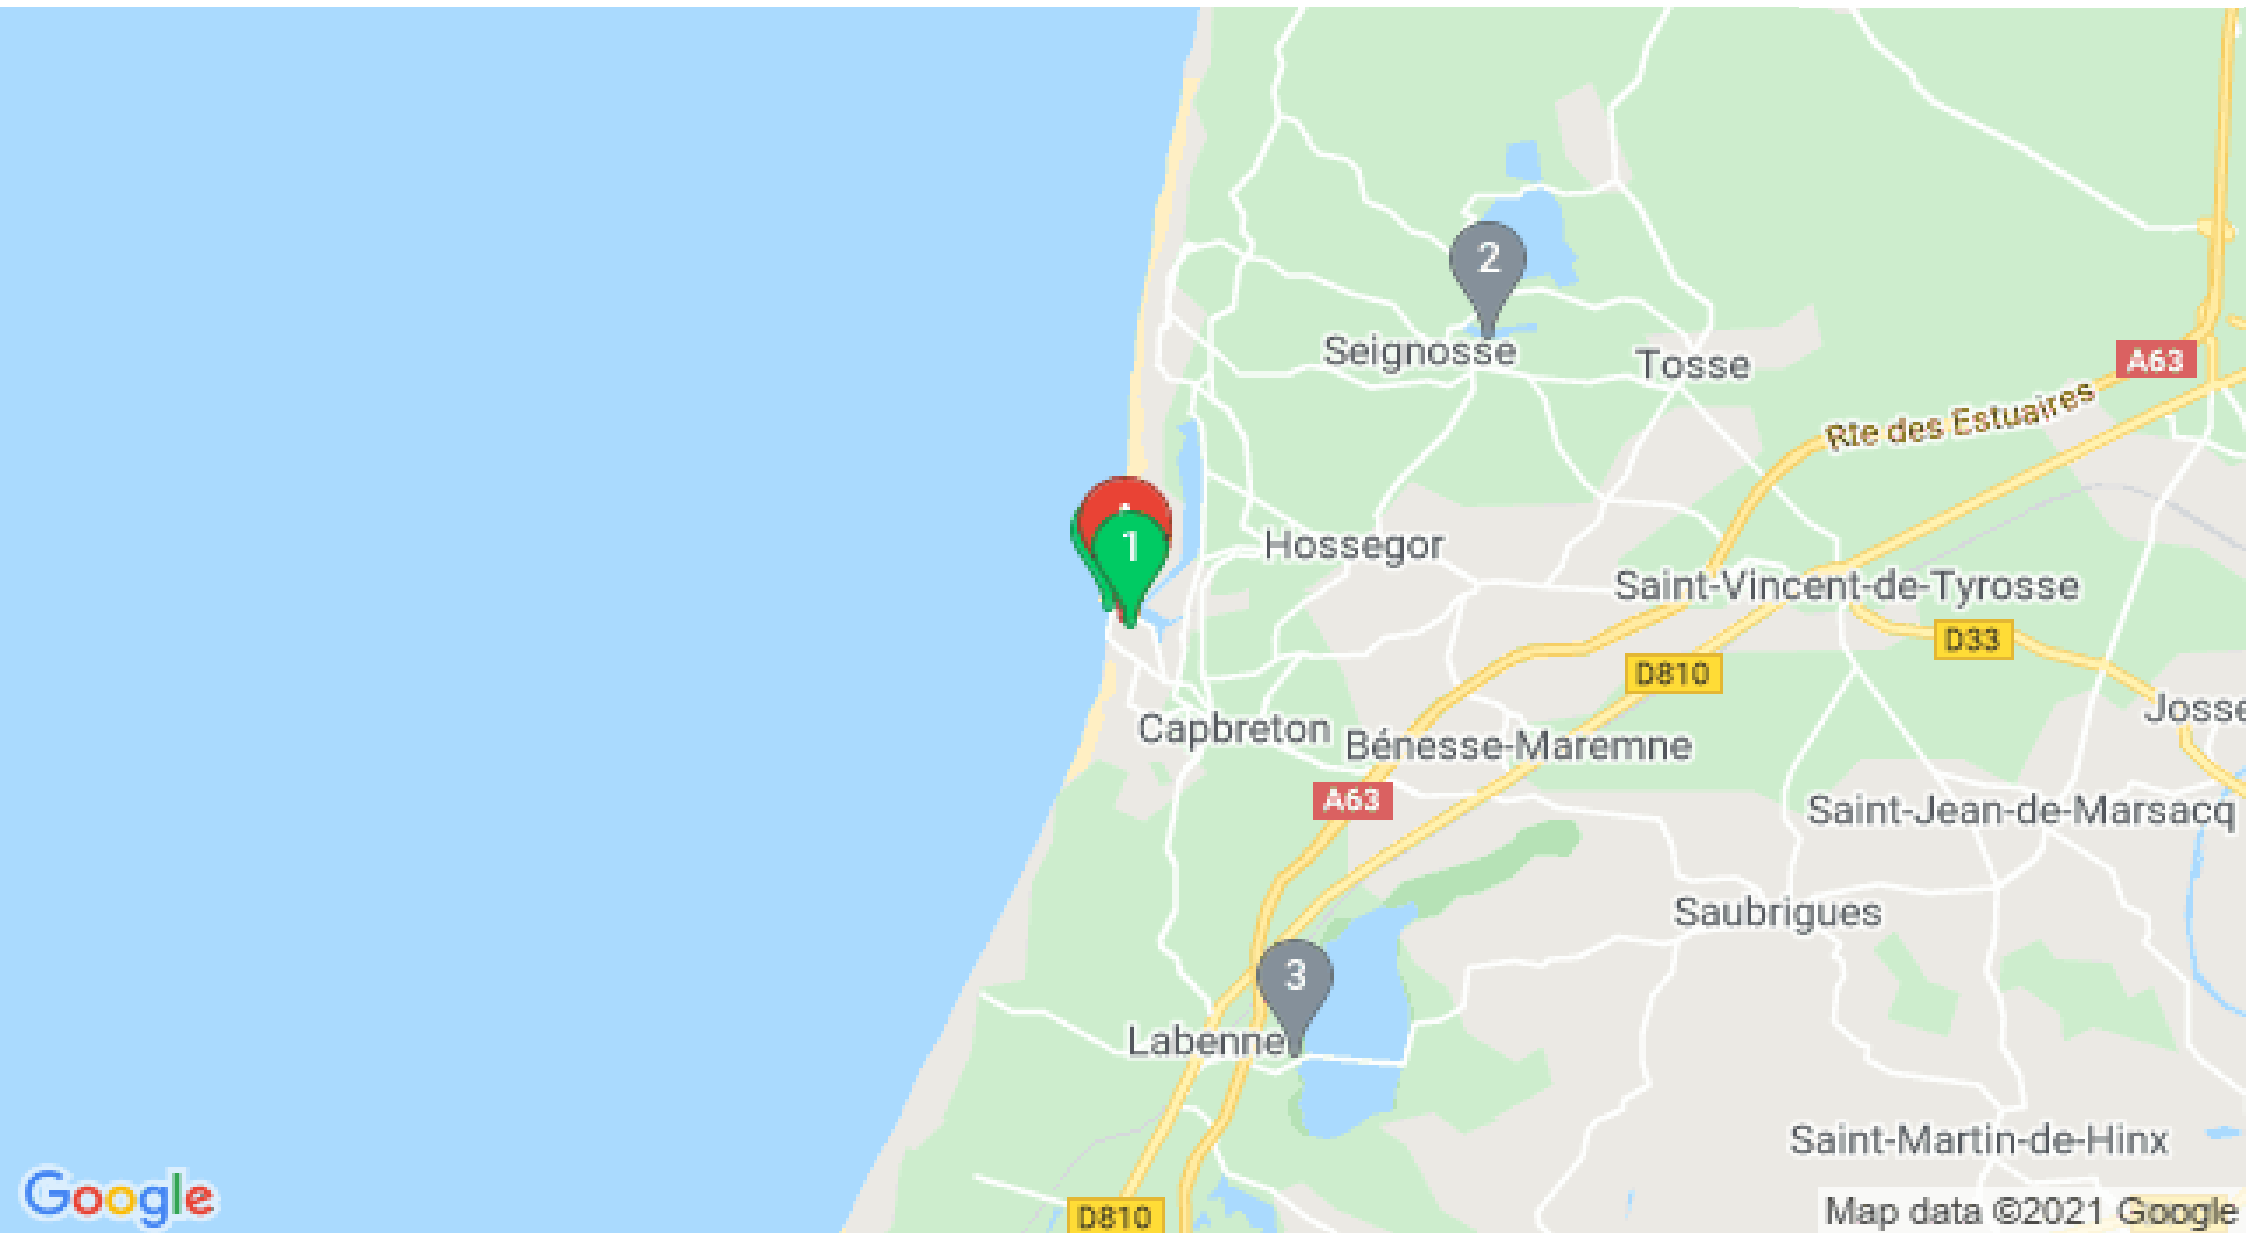 2
Seignosse
Tosse
A63
Rte des Estuaires
1
Hossegor
Saint-Vincent-de-Tyrosse
D33
D810
Josse
Capbreton
Bénesse-Maremne
A63
Saint-Jean-de-Marsacq
Saubrigues
3
Labenne
Saint-Martin-de-Hinx
Google
D810
Map data ©2021 Google